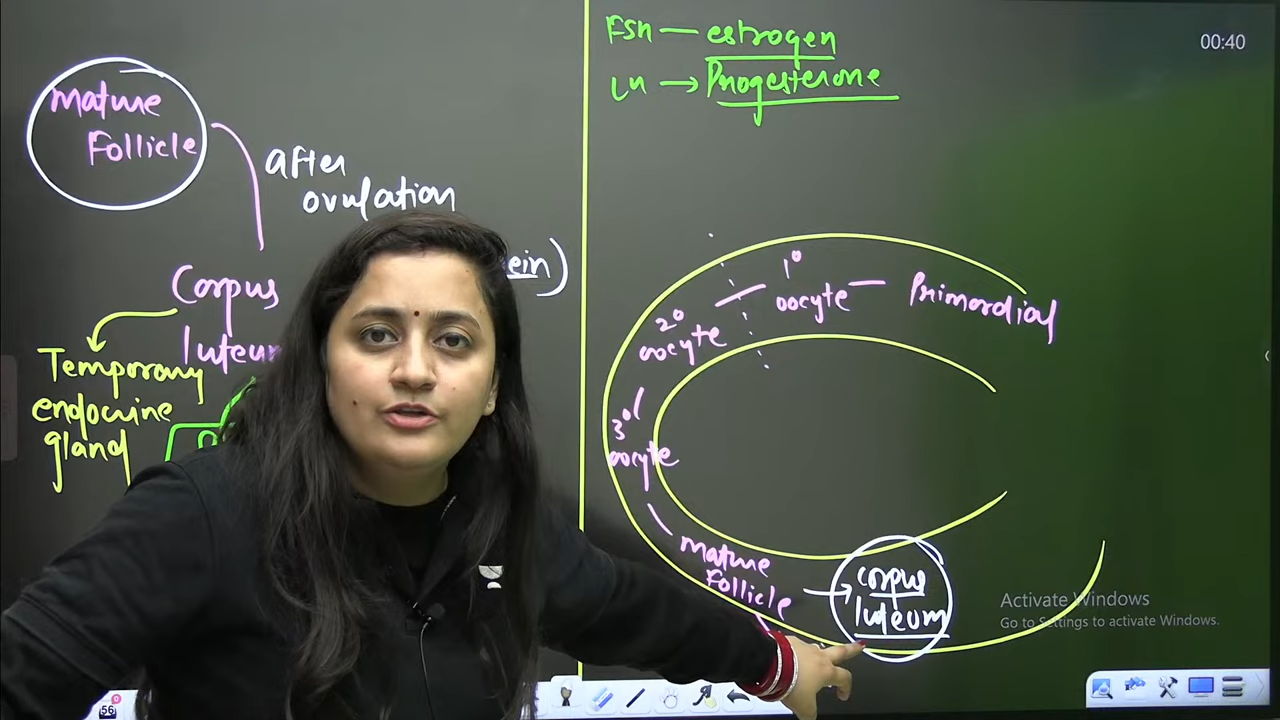 mature
Follicle
after
ovulation
ein)
Corpus
luteum
Temporary
endocrine
gland
FSH — estrogen
LH → Progesterone
00:40
1° oocyte — Primordial
2° oocyte
3° oocyte
mature
Follicle → corpus
luteum
Activate Windows
Go to Settings to activate Windows.
56